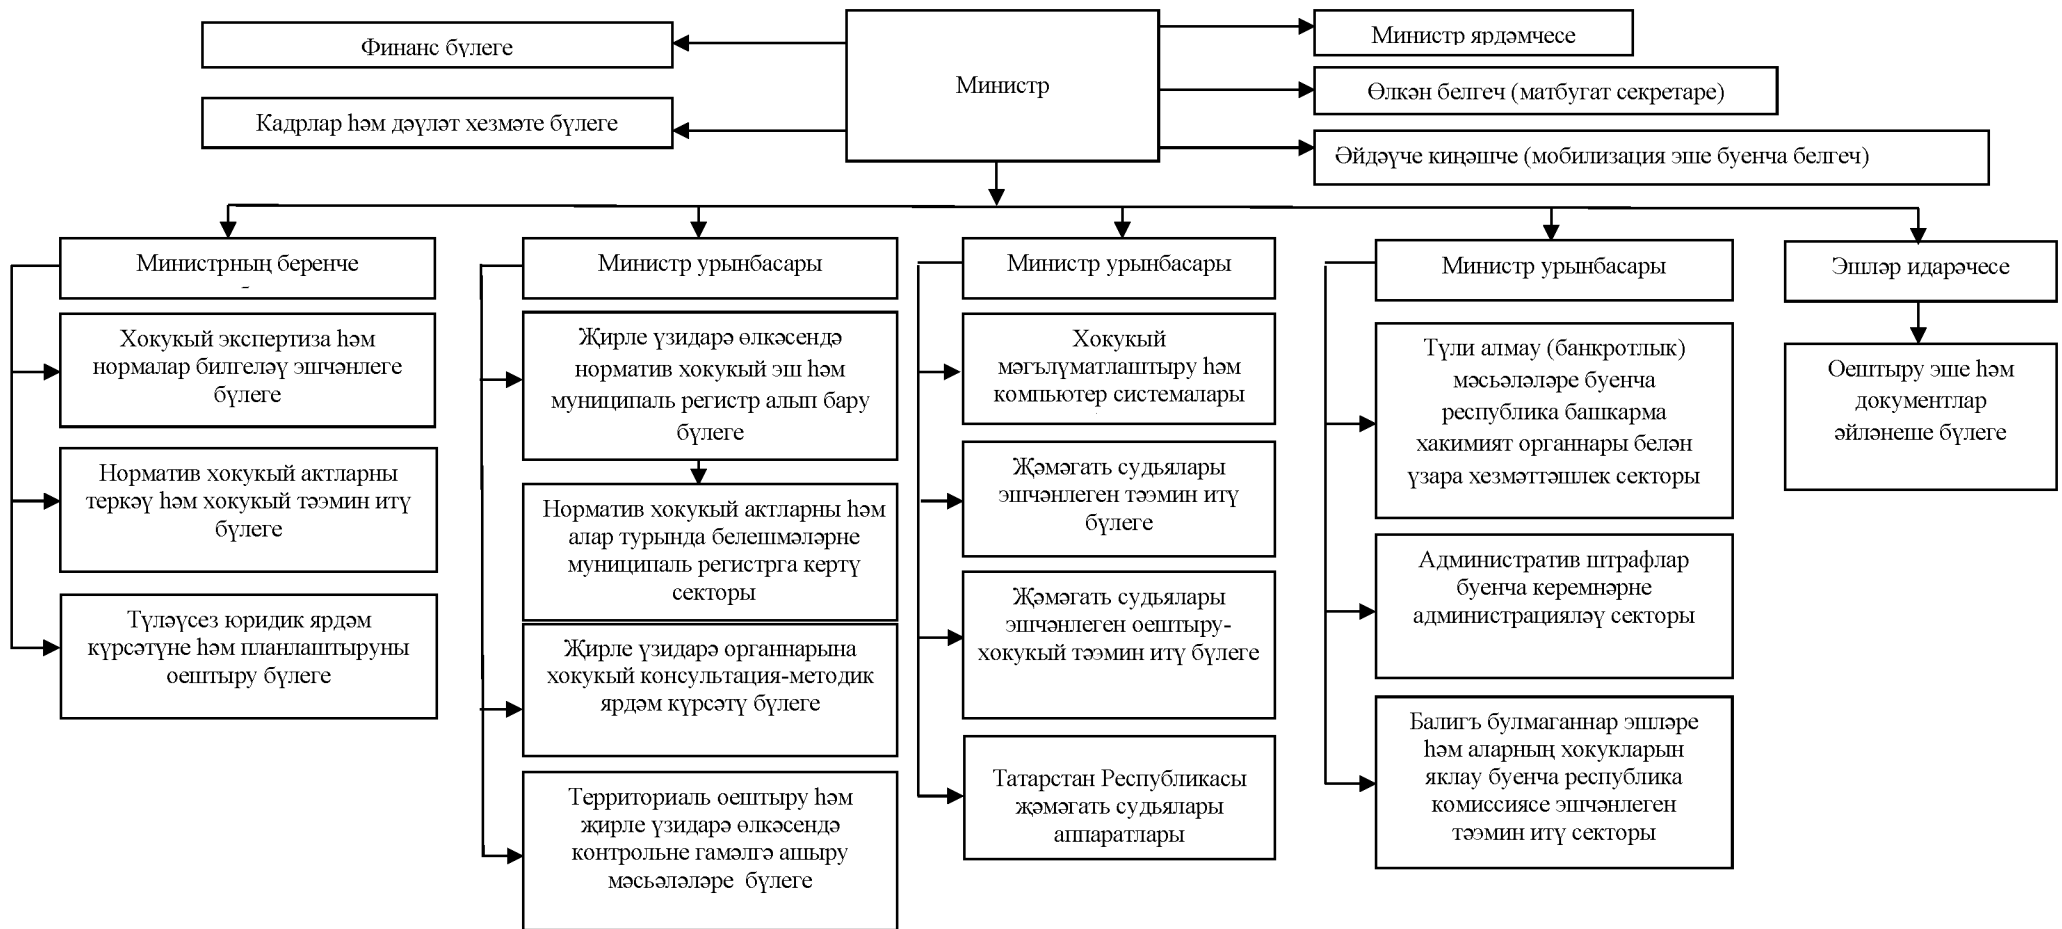 Финанс бүлеге
Кадрлар һәм дәүләт хезмәте бүлеге
Министр
Министр ярдәмчесе
Өлкән белгеч (матбугат секретаре)
Әйдәүче киңәшче (мобилизация эше буенча белгеч)
Министрның беренче
Хокукый экспертиза һәм
нормалар билгеләү эшчәнлеге
бүлеге
Норматив хокукый актларны
теркәү һәм хокукый тәэмин итү
бүлеге
Түләүсез юридик ярдәм
күрсәтүне һәм планлаштыруны
оештыру бүлеге
Министр урынбасары
Җирле үзидарә өлкәсендә
норматив хокукый эш һәм
муниципаль регистр алып бару
бүлеге
Норматив хокукый актларны һәм
алар турында белешмәләрне
муниципаль регистрга кертү
секторы
Җирле үзидарә органнарына
хокукый консультация-методик
ярдәм күрсәтү бүлеге
Территориаль оештыру һәм
җирле үзидарә өлкәсендә
контрольне гамәлгә ашыру
мәсьәләләре бүлеге
Министр урынбасары
Хокукый
мәгълүматлаштыру һәм
компьютер системалары
Җәмәгать судьялары
эшчәнлеген тәэмин итү
бүлеге
Җәмәгать судьялары
эшчәнлеген оештыру-
хокукый тәэмин итү бүлеге
Татарстан Республикасы
җәмәгать судьялары
аппаратлары
Министр урынбасары
Түли алмау (банкротлык)
мәсьәләләре буенча
республика башкарма
хакимият органнары белән
үзара хезмәттәшлек секторы
Административ штрафлар
буенча керемнәрне
администрацияләү секторы
Балигъ булмаганнар эшләре
һәм аларның хокукларын
яклау буенча республика
комиссиясе эшчәнлеген
тәэмин итү секторы
Эшләр идарәчесе
Оештыру эше һәм
документлар
әйләнеше бүлеге